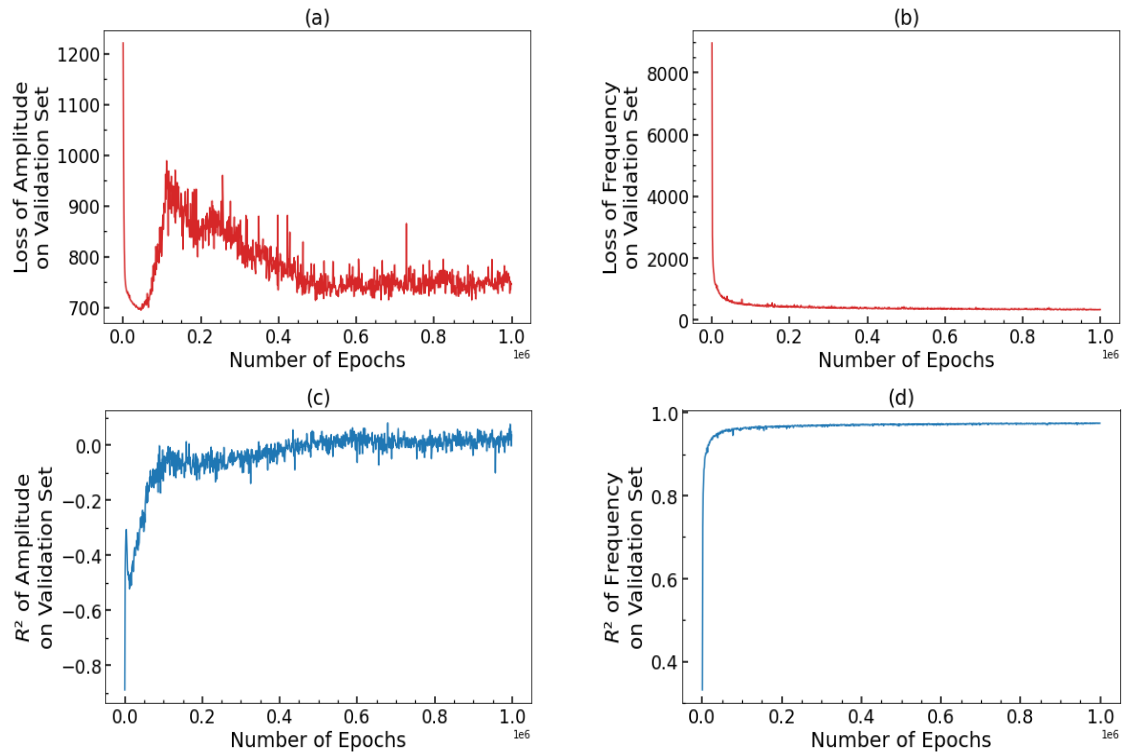 (a)
1200
1100
1000
900
800
700
Loss of Amplitude
on Validation Set
0.0 0.2 0.4 0.6 0.8 1.0
1e6
Number of Epochs
(b)
8000
6000
4000
2000
0
Loss of Frequency
on Validation Set
0.0 0.2 0.4 0.6 0.8 1.0
1e6
Number of Epochs
(c)
0.0
−0.2
−0.4
−0.6
−0.8
R² of Amplitude
on Validation Set
0.0 0.2 0.4 0.6 0.8 1.0
1e6
Number of Epochs
(d)
1.0
0.8
0.6
0.4
R² of Frequency
on Validation Set
0.0 0.2 0.4 0.6 0.8 1.0
1e6
Number of Epochs